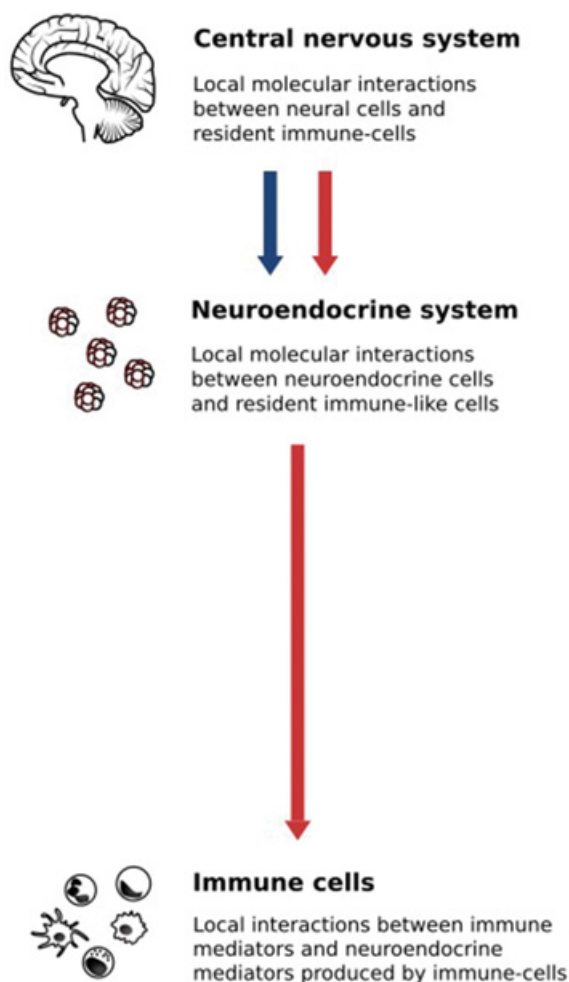 Central nervous system
Local molecular interactions
between neural cells and
resident immune-cells
Neuroendocrine system
Local molecular interactions
between neuroendocrine cells
and resident immune-like cells
Immune cells
Local interactions between immune
mediators and neuroendocrine
mediators produced by immune-cells